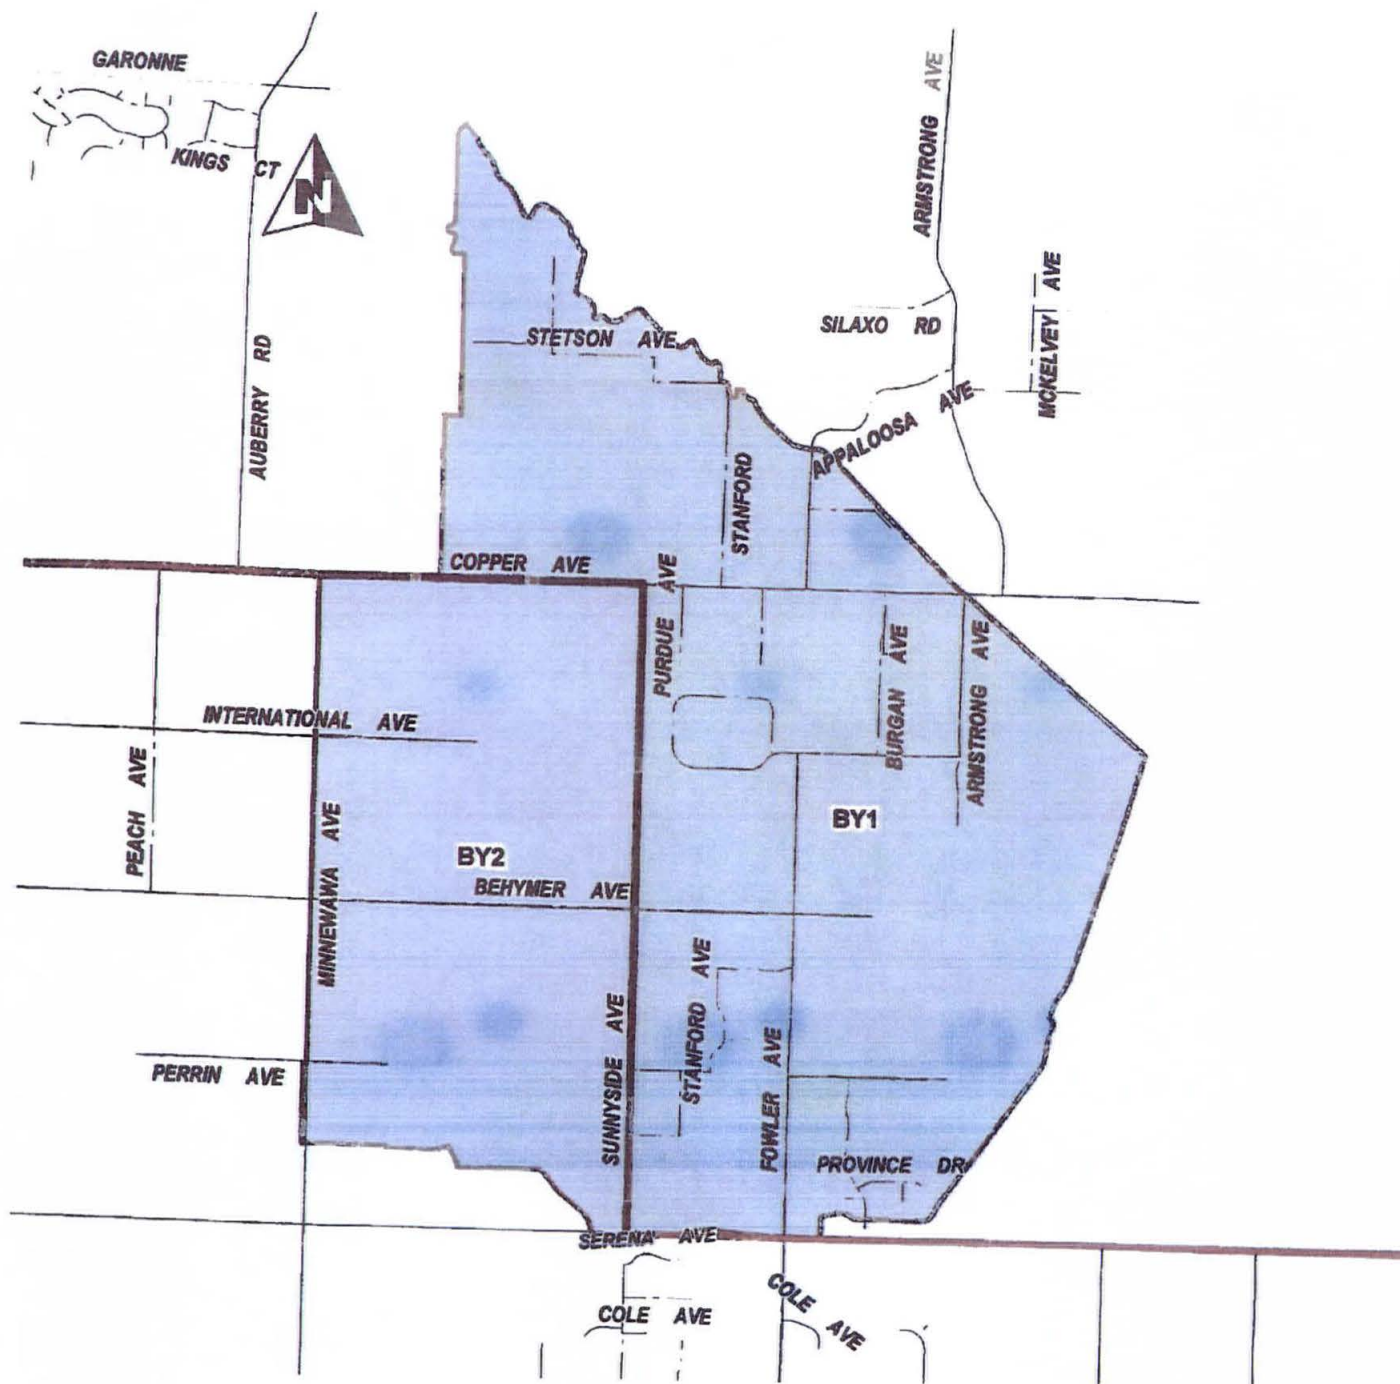 GARONNE
ARMSTRONG AVE
KINGS CT
N
AUBERRY RD
MCKELVEY AVE
SILAXO RD
STETSON AVE
APPALOOSA AVE
STANFORD
COPPER AVE
PURDUE AVE
BURGAN AVE
ARMSTRONG AVE
INTERNATIONAL AVE
PEACH AVE
MINNEWAWA AVE
BY1
BY2
BEHYMER AVE
STANFORD AVE
SUNNYSIDE AVE
FOWLER AVE
PERRIN AVE
PROVINCE DR
SERENA AVE
COLE AVE
COLE AVE